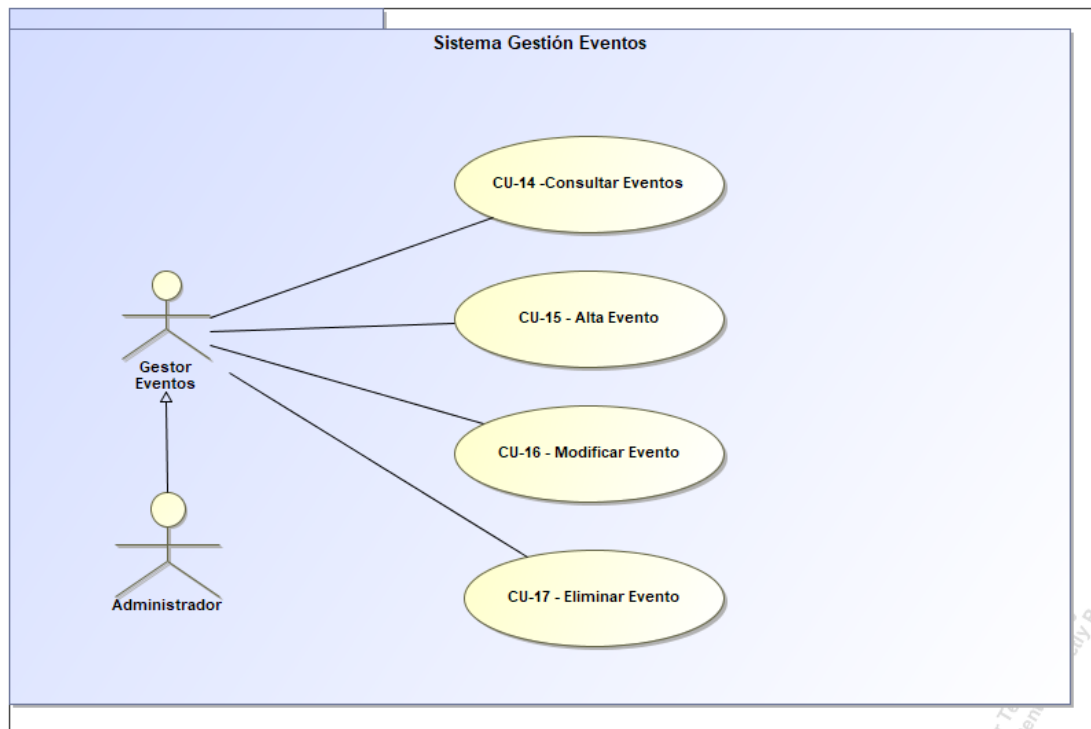 Sistema Gestión Eventos
CU-14 -Consultar Eventos
CU-15 - Alta Evento
Gestor
Eventos
CU-16 - Modificar Evento
CU-17 - Eliminar Evento
Administrador